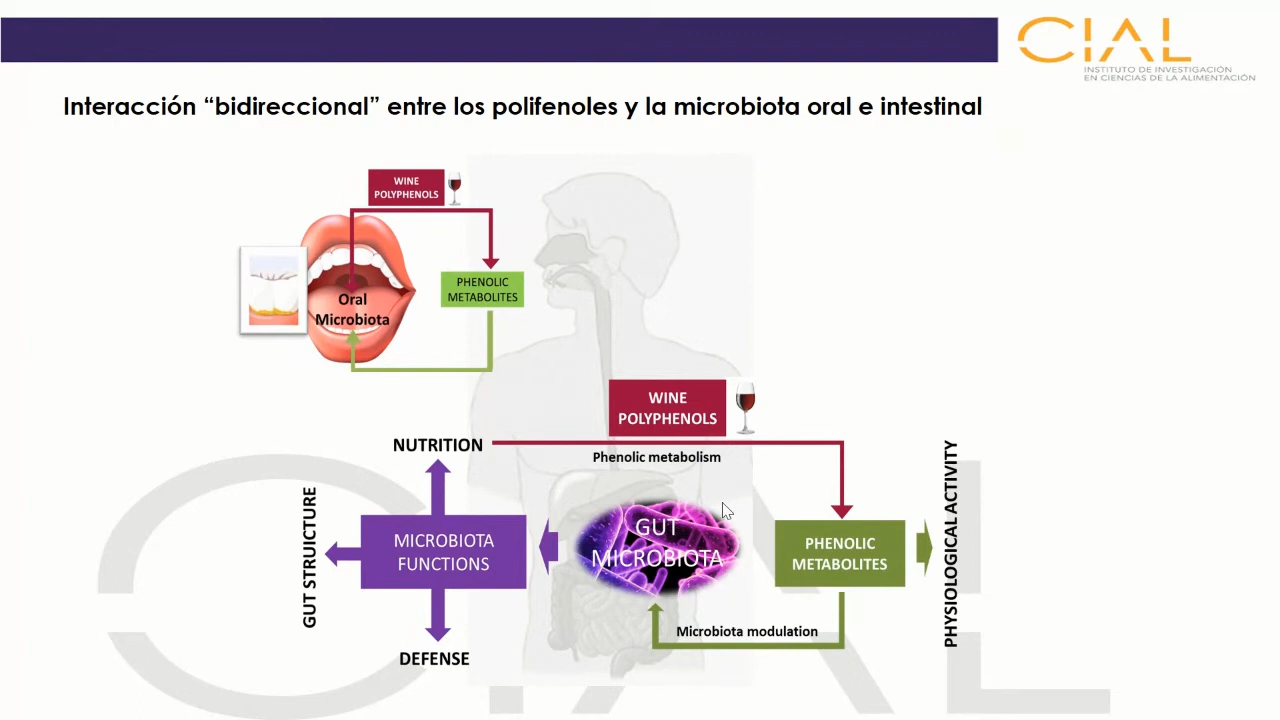 CIAL
INSTITUTO DE INVESTIGACIÓN
EN CIENCIAS DE LA ALIMENTACIÓN
Interacción “bidireccional” entre los polifenoles y la microbiota oral e intestinal
WINE
POLYPHENOLS
PHENOLIC
METABOLITES
Oral
Microbiota
WINE
POLYPHENOLS
NUTRITION
Phenolic metabolism
GUT STRUICTURE
MICROBIOTA
FUNCTIONS
GUT
MICROBIOTA
PHENOLIC
METABOLITES
PHYSIOLOGICAL ACTIVITY
Microbiota modulation
DEFENSE
CIAL